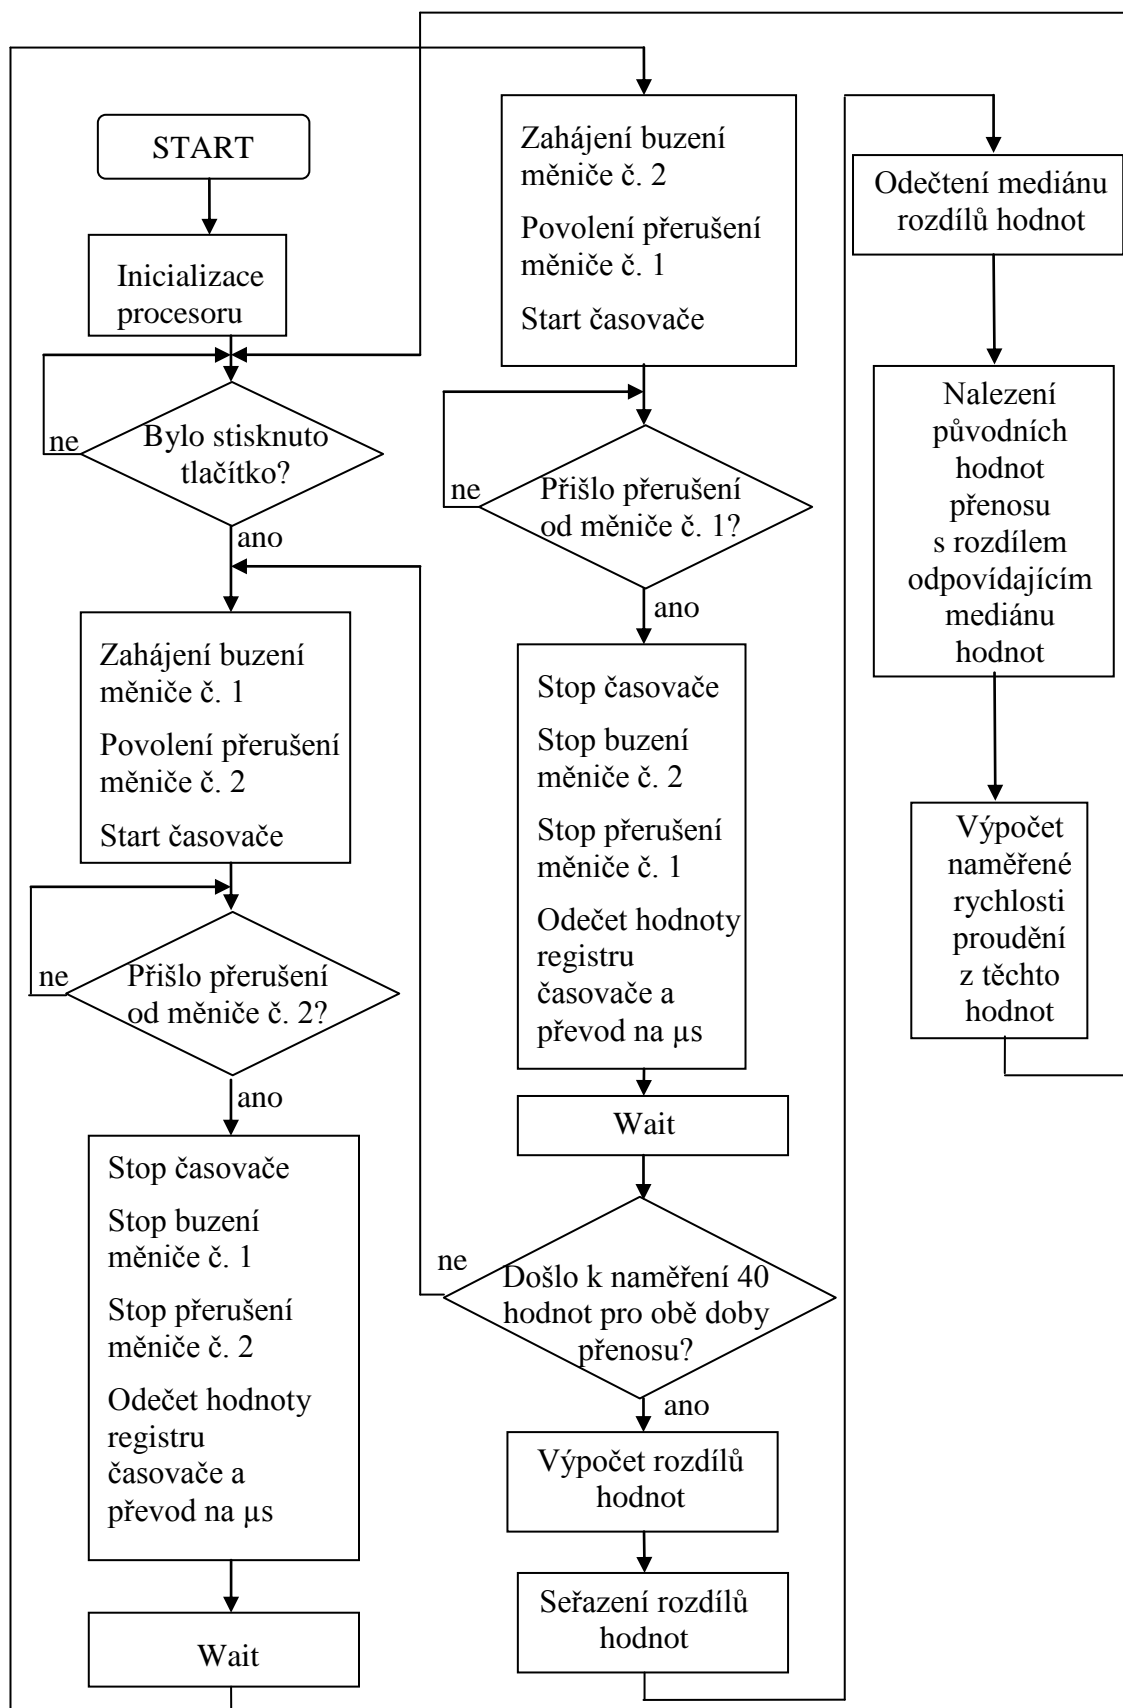 START
Inicializace
procesoru
Bylo stisknuto
tlačítko?
ne
ano
Zahájení buzení
měniče č. 1
Povolení přerušení
měniče č. 2
Start časovače
Přišlo přerušení
od měniče č. 2?
ne
ano
Stop časovače
Stop buzení
měniče č. 1
Stop přerušení
měniče č. 2
Odečet hodnoty
registru
časovače a
převod na µs
Wait
Zahájení buzení
měniče č. 2
Povolení přerušení
měniče č. 1
Start časovače
Přišlo přerušení
od měniče č. 1?
ne
ano
Stop časovače
Stop buzení
měniče č. 2
Stop přerušení
měniče č. 1
Odečet hodnoty
registru
časovače a
převod na µs
Wait
Došlo k naměření 40
hodnot pro obě doby
přenosu?
ne
ano
Výpočet rozdílů
hodnot
Seřazení rozdílů
hodnot
Odečtení mediánu
rozdílů hodnot
Nalezení
původních
hodnot
přenosu
s rozdílem
odpovídajícím
mediánu
hodnot
Výpočet
naměřené
rychlosti
proudění
z těchto
hodnot